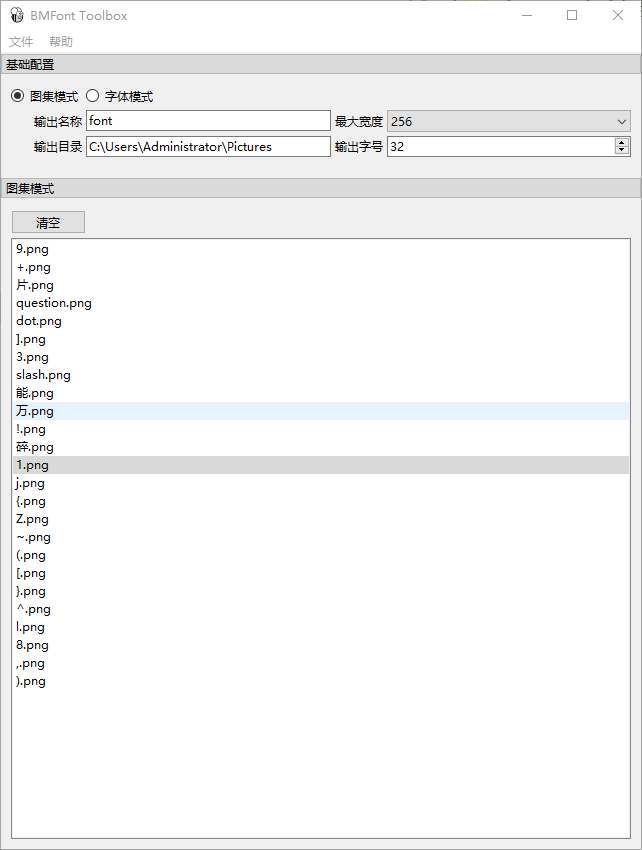 BMFont Toolbox
文件 帮助
基础配置
图集模式 字体模式
输出名称 font 最大宽度 256
输出目录 C:\Users\Administrator\Pictures 输出字号 32
图集模式
清空
9.png
+.png
片.png
question.png
dot.png
].png
3.png
slash.png
能.png
万.png
!.png
碎.png
1.png
j.png
{.png
Z.png
~.png
(.png
[.png
}.png
^.png
l.png
8.png
,.png
).png